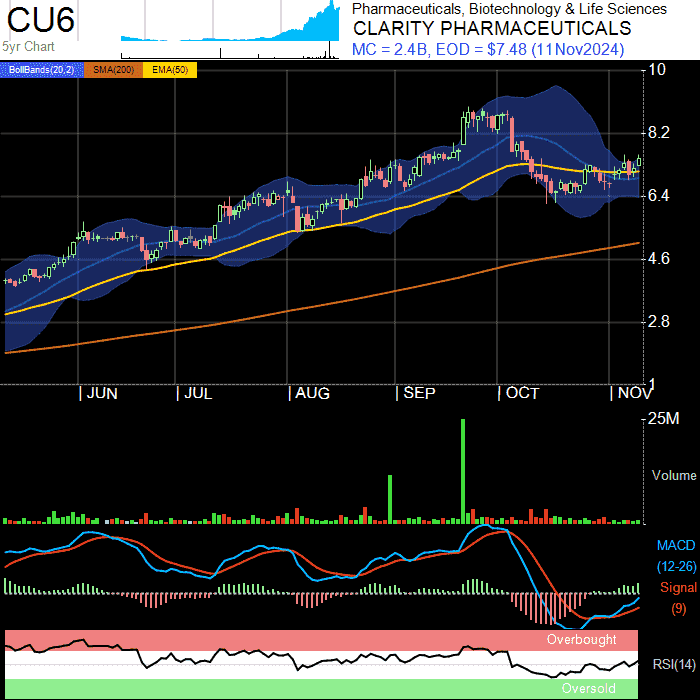 CU6
5yr Chart
Pharmaceuticals, Biotechnology & Life Sciences
CLARITY PHARMACEUTICALS
MC = 2.4B, EOD = $7.48 (11Nov2024)
BollBands(20,2) SMA(200) EMA(50)
10
8.2
6.4
4.6
2.8
1
JUN JUL AUG SEP OCT NOV
25M
Volume
MACD
(12-26)
Signal
(9)
Overbought
RSI(14)
Oversold